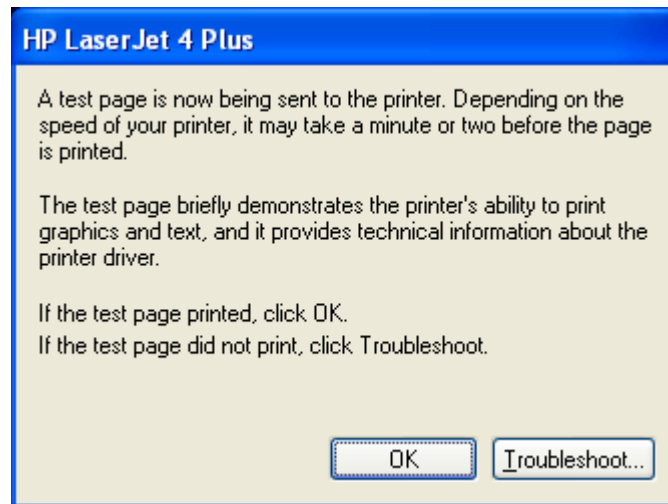 HP LaserJet 4 Plus
A test page is now being sent to the printer. Depending on the
speed of your printer, it may take a minute or two before the page
is printed.
The test page briefly demonstrates the printer's ability to print
graphics and text, and it provides technical information about the
printer driver.
If the test page printed, click OK.
If the test page did not print, click Troubleshoot.
OK
Troubleshoot...